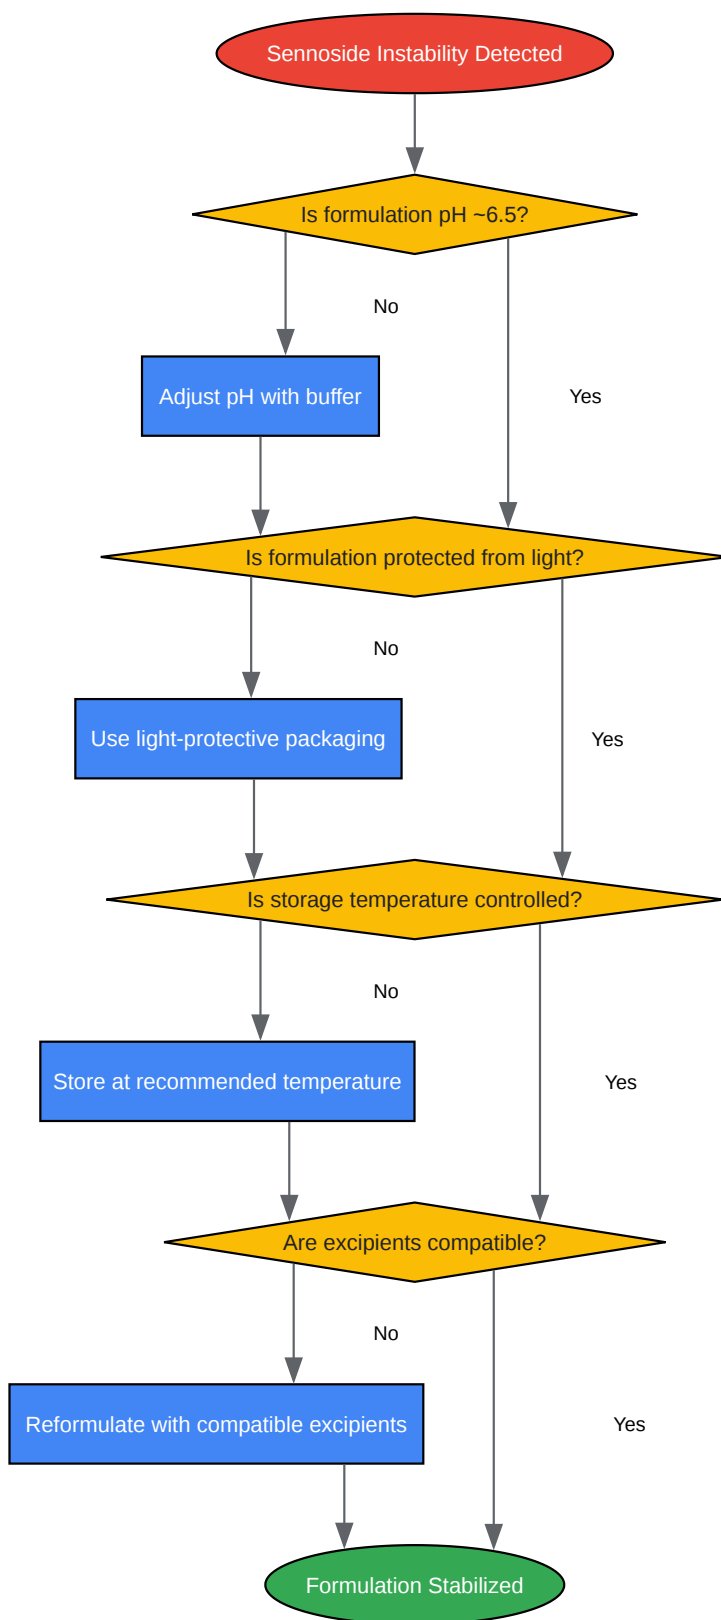 Sennoside Instability Detected
Is formulation pH ~6.5?
No
Adjust pH with buffer
Yes
Is formulation protected from light?
No
Use light-protective packaging
Yes
Is storage temperature controlled?
No
Store at recommended temperature
Yes
Are excipients compatible?
No
Reformulate with compatible excipients
Yes
Formulation Stabilized